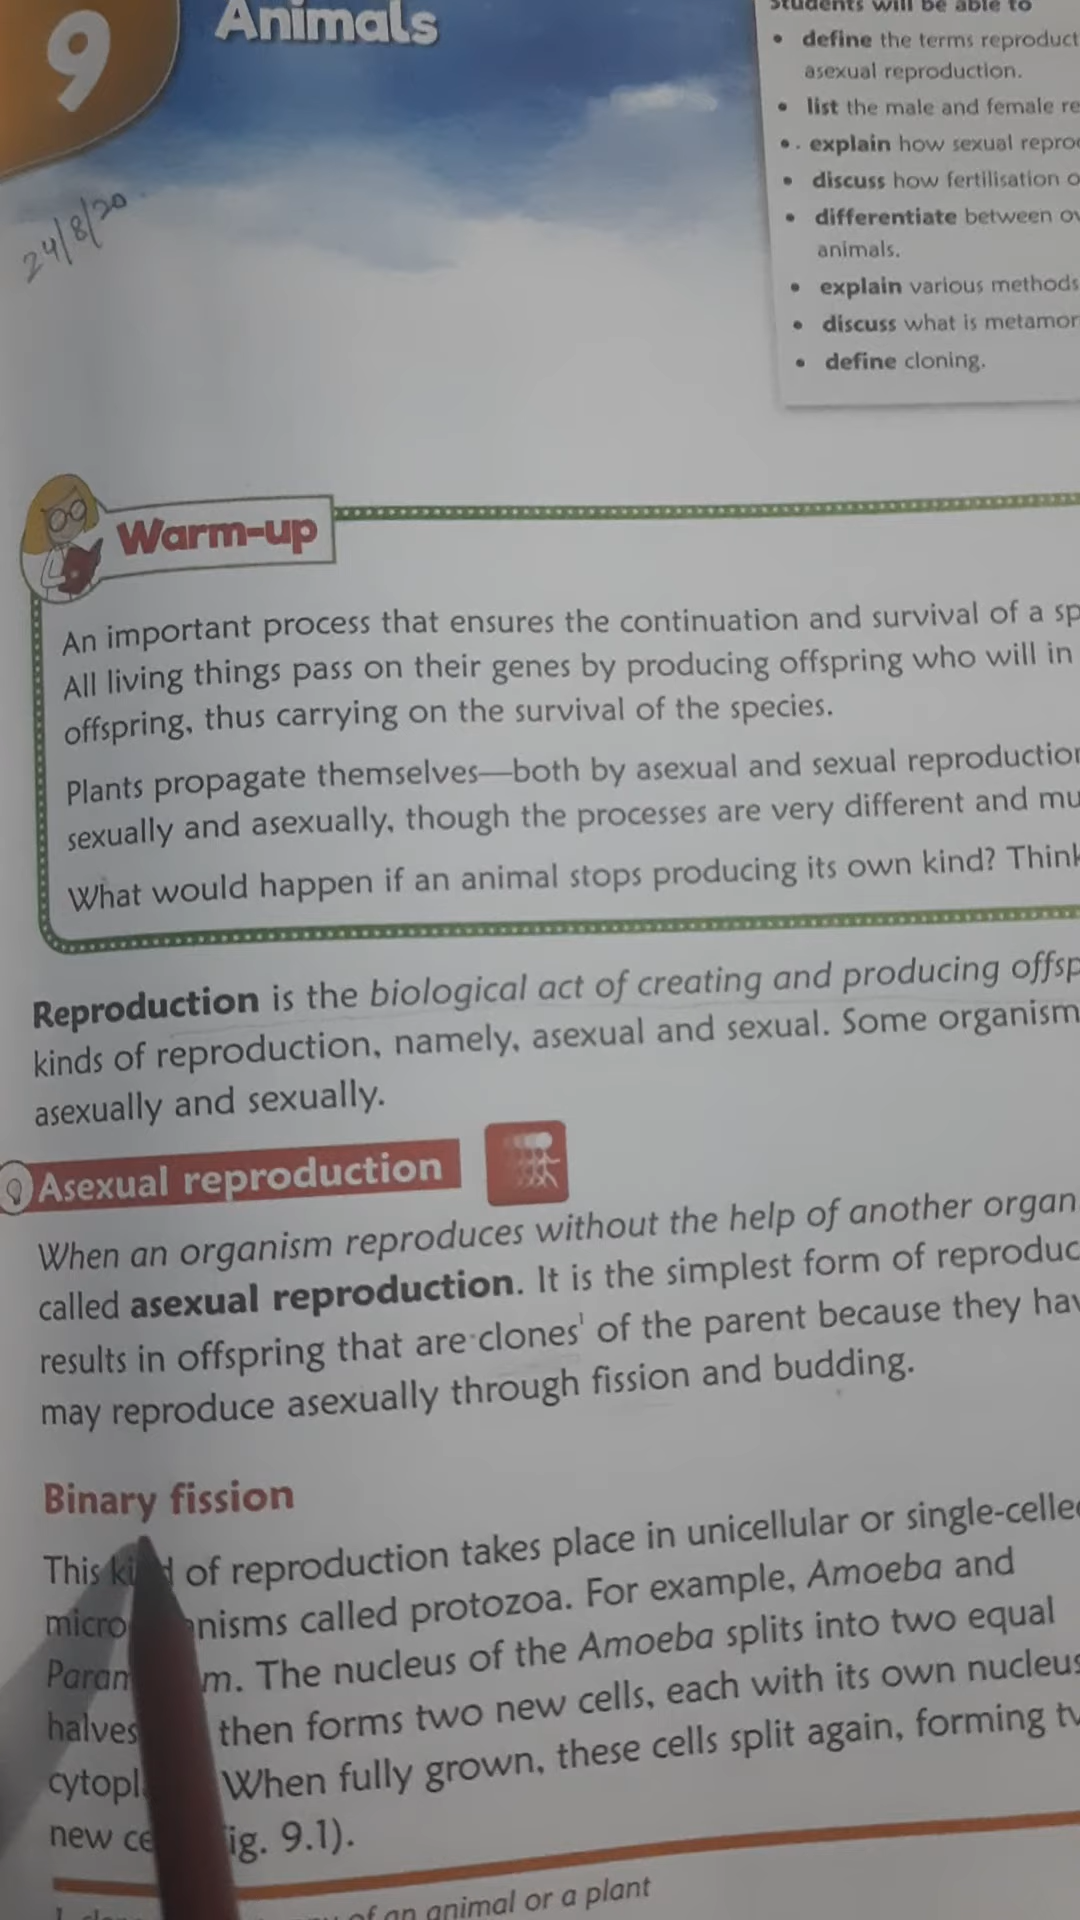 9
Animals
Students will be able to
• define the terms reproduct
asexual reproduction.
• list the male and female re
• explain how sexual repro
• discuss how fertilisation o
• differentiate between ov
animals.
• explain various methods
• discuss what is metamor
• define cloning.
24/8/20
Warm-up
An important process that ensures the continuation and survival of a sp
All living things pass on their genes by producing offspring who will in
offspring, thus carrying on the survival of the species.
Plants propagate themselves—both by asexual and sexual reproduction
sexually and asexually, though the processes are very different and mu
What would happen if an animal stops producing its own kind? Think
Reproduction is the biological act of creating and producing offsp
kinds of reproduction, namely, asexual and sexual. Some organism
asexually and sexually.
Asexual reproduction
When an organism reproduces without the help of another organ
called asexual reproduction. It is the simplest form of reproduc
results in offspring that are clones¹ of the parent because they hav
may reproduce asexually through fission and budding.
Binary fission
This of reproduction takes place in unicellular or single-celled
micro nisms called protozoa. For example, Amoeba and
Param m. The nucleus of the Amoeba splits into two equal
halves then forms two new cells, each with its own nucleus
cytopl When fully grown, these cells split again, forming tw
new ce ig. 9.1).
of an animal or a plant